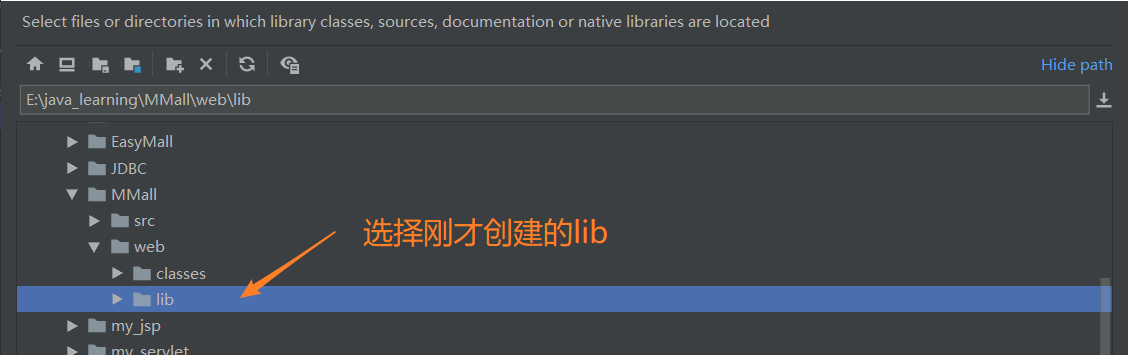 Select files or directories in which library classes, sources, documentation or native libraries are located
Hide path
E:\java_learning\MMall\web\lib
EasyMall
JDBC
MMall
src
选择刚才创建的lib
web
classes
lib
my_jsp
my_servlet